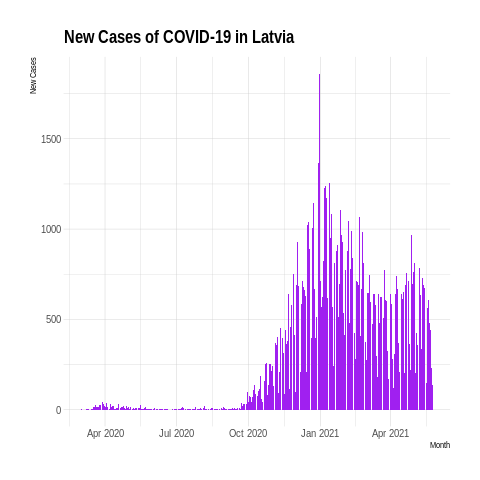 New Cases of COVID-19 in Latvia
New Cases
1500
1000
500
0
Apr 2020
Jul 2020
Oct 2020
Jan 2021
Apr 2021
Month